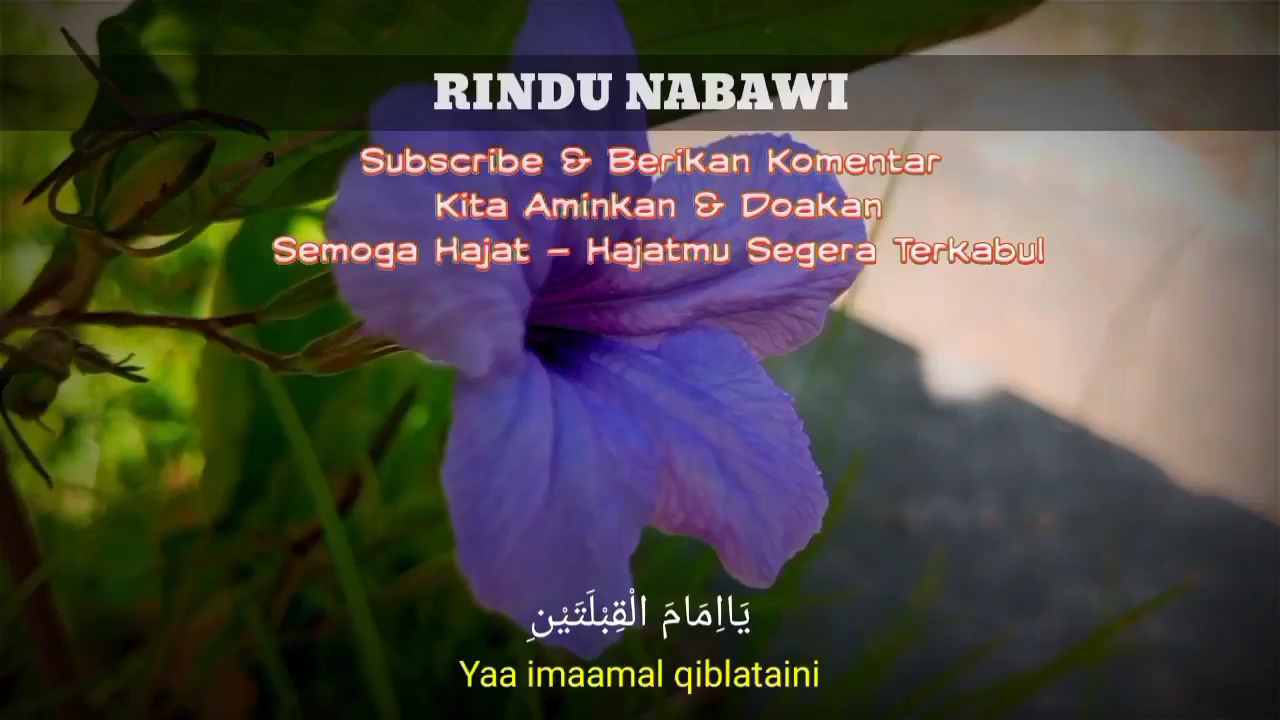 RINDU NABAWI
Subscribe & Berikan Komentar
Kita Aminkan & Doakan
Semoga Hajat - Hajatmu Segera Terkabul
يَااِمَامَ الْقِبْلَتَيْنِ
Yaa imaamal qiblataini